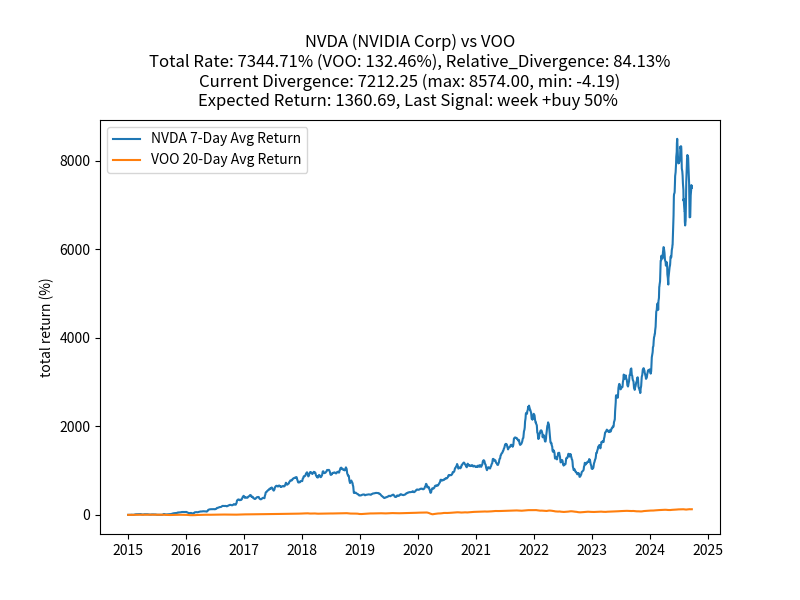 NVDA (NVIDIA Corp) vs VOO
Total Rate: 7344.71% (VOO: 132.46%), Relative_Divergence: 84.13%
Current Divergence: 7212.25 (max: 8574.00, min: -4.19)
Expected Return: 1360.69, Last Signal: week +buy 50%
NVDA 7-Day Avg Return
VOO 20-Day Avg Return
total return (%)
8000
6000
4000
2000
0
2015 2016 2017 2018 2019 2020 2021 2022 2023 2024 2025